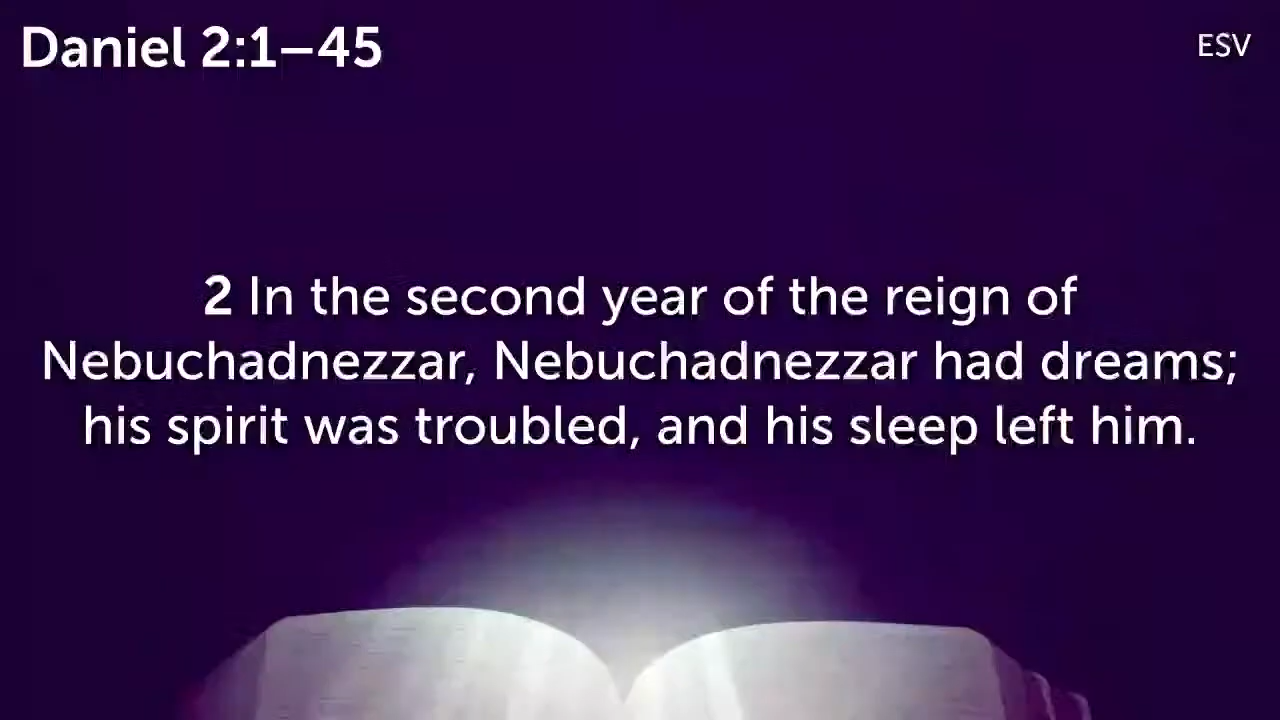 Daniel 2:1–45
ESV
2 In the second year of the reign of
Nebuchadnezzar, Nebuchadnezzar had dreams;
his spirit was troubled, and his sleep left him.